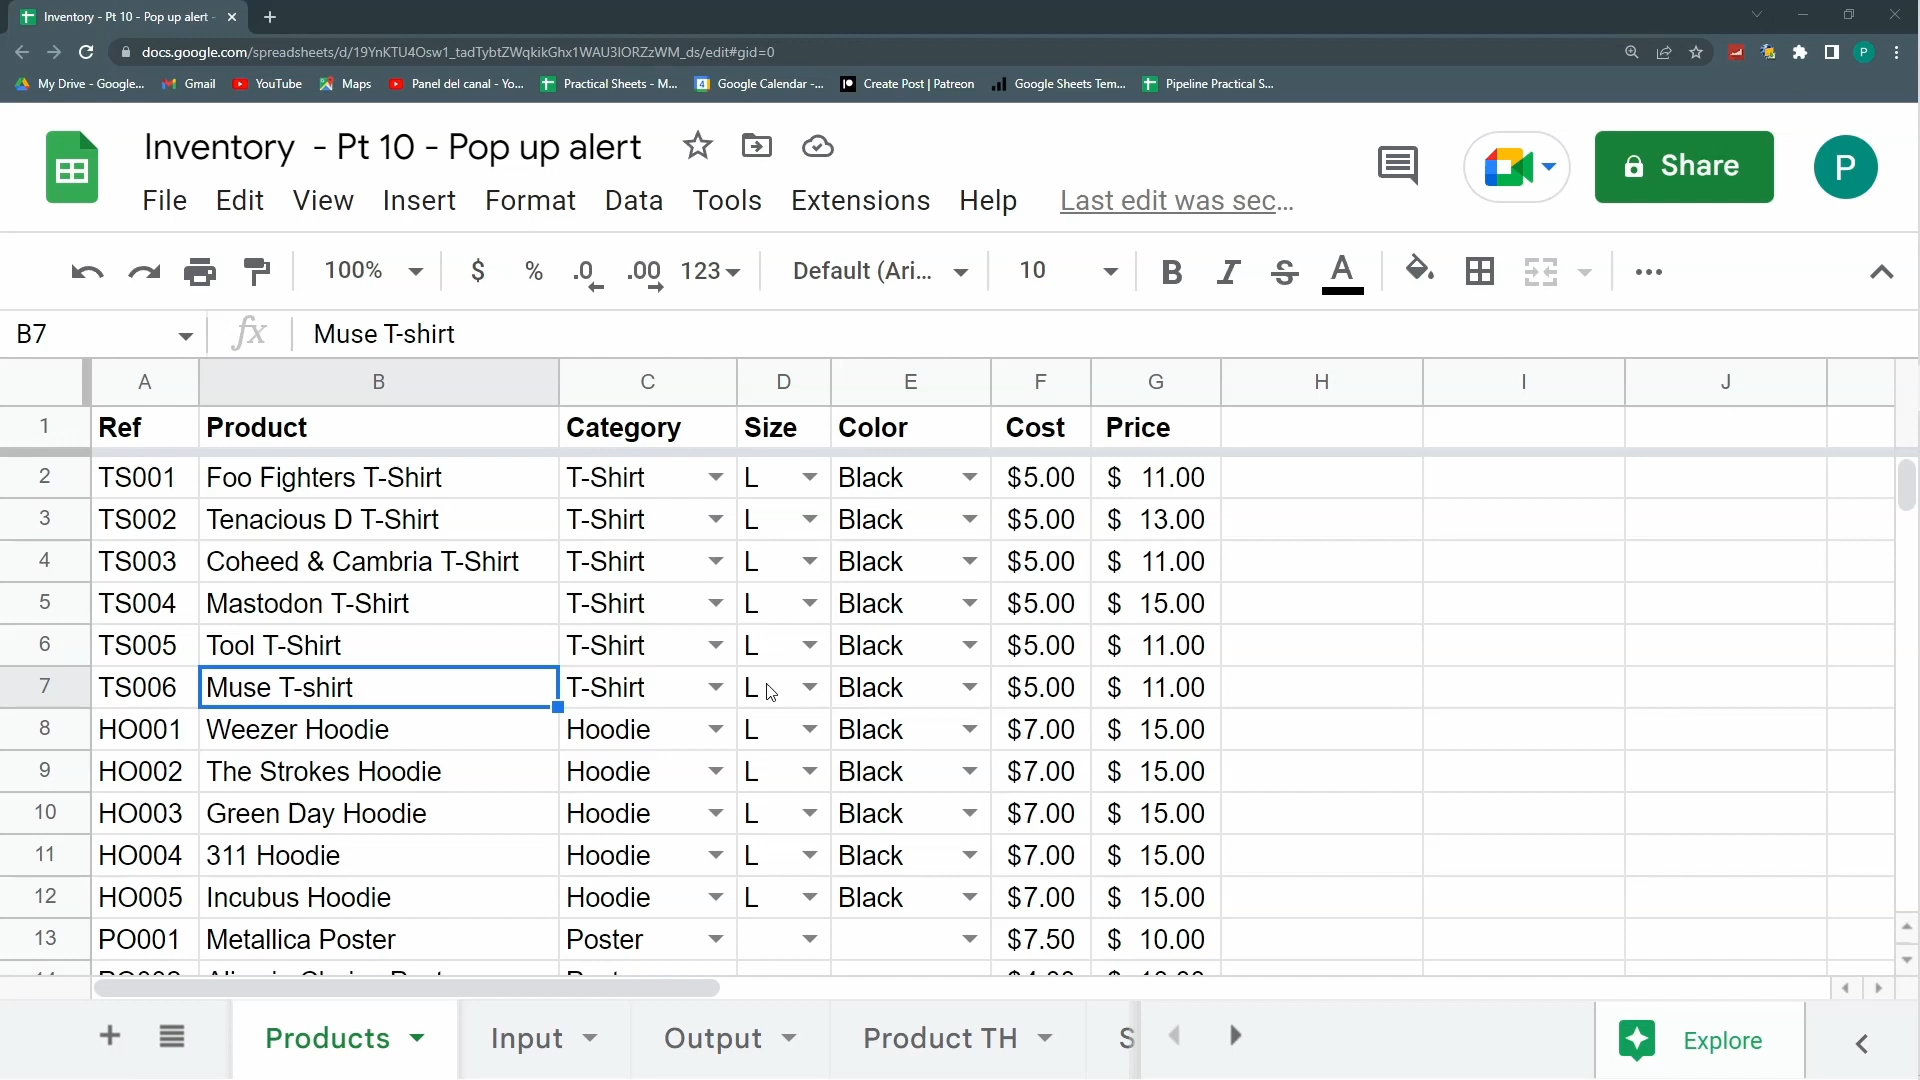 Inventory - Pt 10 - Pop up alert -
docs.google.com/spreadsheets/d/19YnKTU4Osw1_tadTybtZWqkikGhx1WAU3IORZzWM_ds/edit#gid=0
P
My Drive - Google... Gmail YouTube Maps Panel del canal - Yo... Practical Sheets - M... Google Calendar -... Create Post | Patreon Google Sheets Tem... Pipeline Practical S...
Inventory - Pt 10 - Pop up alert
Share
P
File Edit View Insert Format Data Tools Extensions Help Last edit was sec...
100% $ % .0 .00 123 Default (Ari... 10 B I S A
B7 fx Muse T-shirt
A B C D E F G H I J
1 Ref Product Category Size Color Cost Price
2 TS001 Foo Fighters T-Shirt T-Shirt L Black $5.00 $ 11.00
3 TS002 Tenacious D T-Shirt T-Shirt L Black $5.00 $ 13.00
4 TS003 Coheed & Cambria T-Shirt T-Shirt L Black $5.00 $ 11.00
5 TS004 Mastodon T-Shirt T-Shirt L Black $5.00 $ 15.00
6 TS005 Tool T-Shirt T-Shirt L Black $5.00 $ 11.00
7 TS006 Muse T-shirt T-Shirt L Black $5.00 $ 11.00
8 HO001 Weezer Hoodie Hoodie L Black $7.00 $ 15.00
9 HO002 The Strokes Hoodie Hoodie L Black $7.00 $ 15.00
10 HO003 Green Day Hoodie Hoodie L Black $7.00 $ 15.00
11 HO004 311 Hoodie Hoodie L Black $7.00 $ 15.00
12 HO005 Incubus Hoodie Hoodie L Black $7.00 $ 15.00
13 PO001 Metallica Poster Poster $7.50 $ 10.00
Products Input Output Product TH S Explore